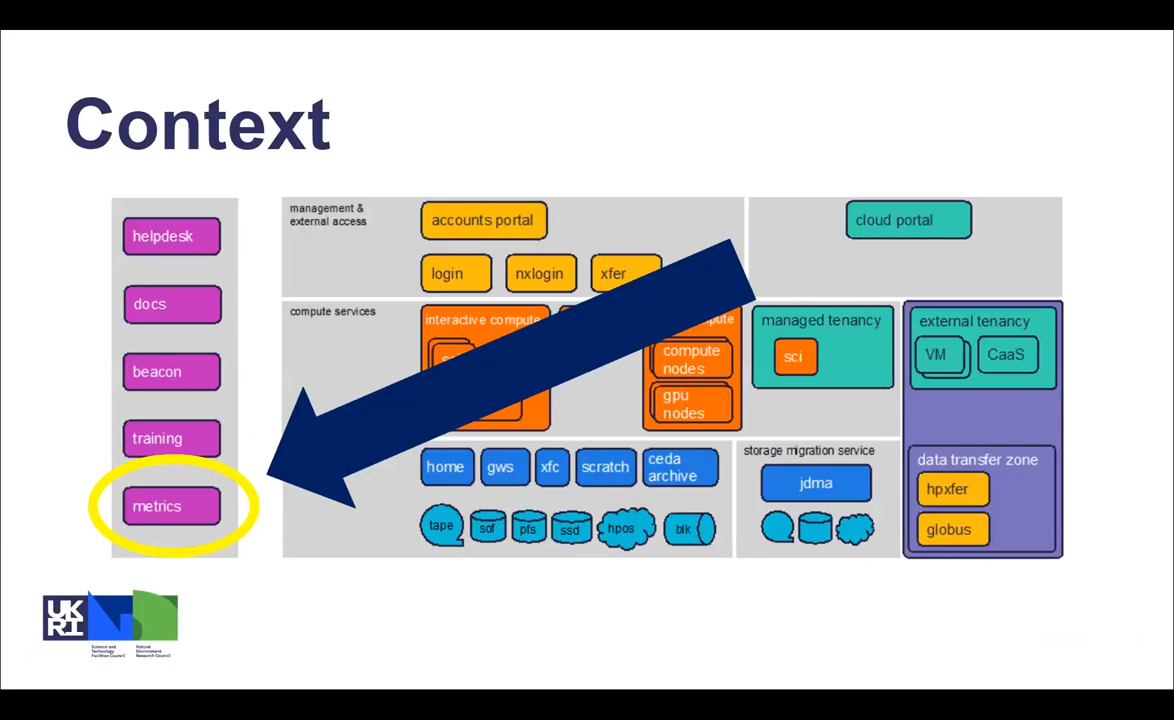 Context
helpdesk
docs
beacon
training
metrics
management &
external access
accounts portal
login
nxlogin
xfer
cloud portal
compute services
interactive compute
compute
nodes
gpu
nodes
managed tenancy
sci
external tenancy
VM
CaaS
home
gws
xfc
scratch
ceda
archive
tape
sof
pfs
ssd
hpos
blk
storage migration service
jdma
data transfer zone
hpxfer
globus
UK
RI
Science and
Technology
Facilities Council
Natural
Environment
Research Council